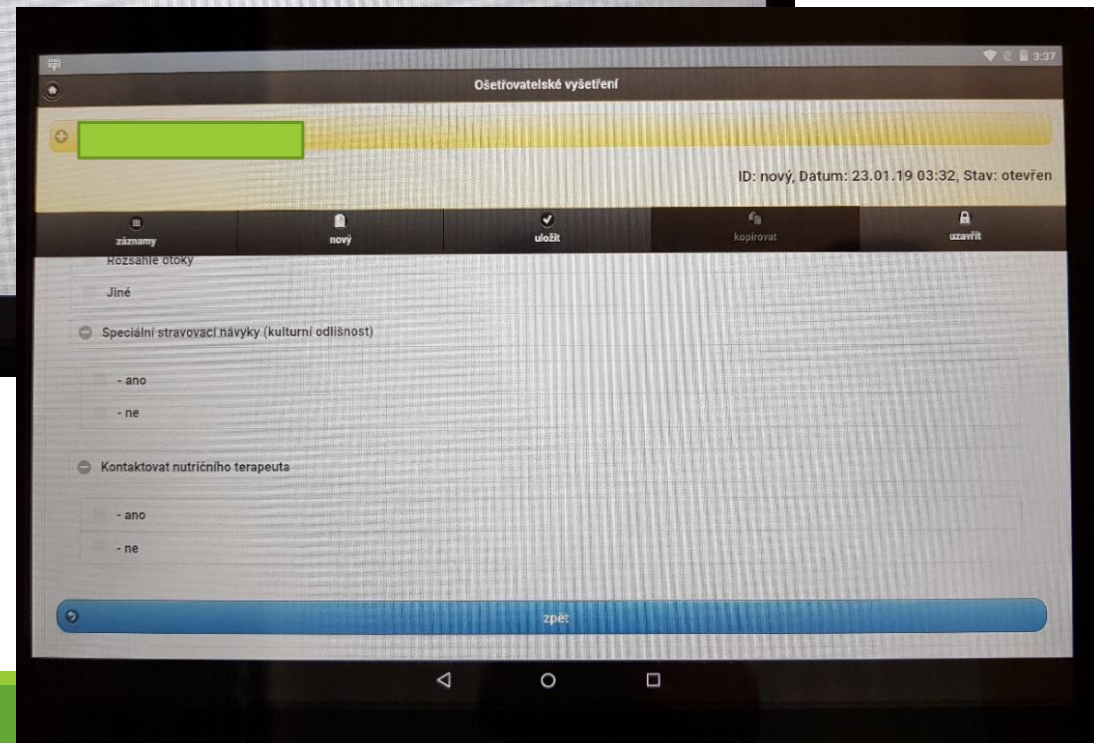 3:37
Ošetřovatelské vyšetření
ID: nový, Datum: 23.01.19 03:32, Stav: otevřen
záznamy
nový
uložit
kopírovat
uzavřít
Rozsáhlé otoky
Jiné
Speciální stravovací návyky (kulturní odlišnost)
- ano
- ne
Kontaktovat nutričního terapeuta
- ano
- ne
zpět